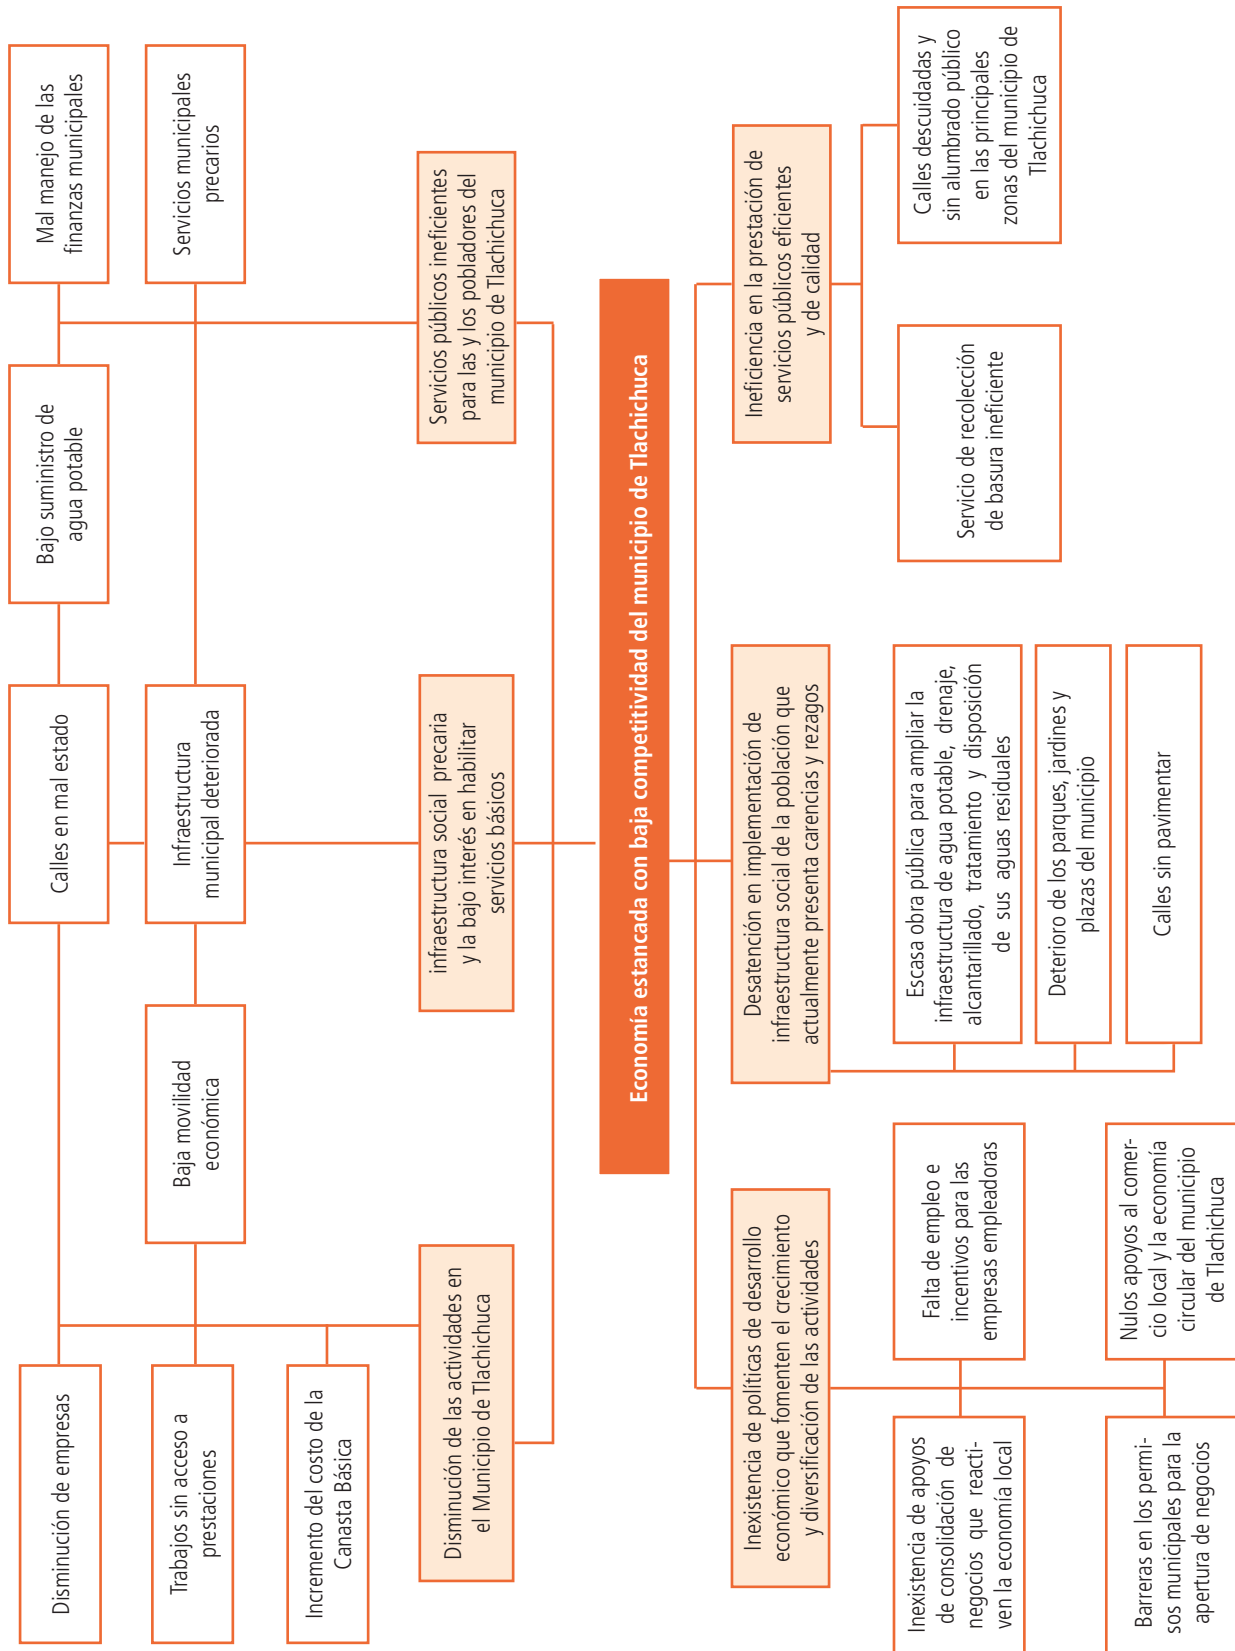 Disminución de empresas
Calles en mal estado
Bajo suministro de
agua potable
Mal manejo de las
finanzas municipales
Trabajos sin acceso a
prestaciones
Baja movilidad
económica
Infraestructura
municipal deteriorada
Servicios municipales
precarios
Incremento del costo de la
Canasta Básica
Disminución de las actividades en
el Municipio de Tlachichuca
infraestructura social precaria
y la bajo interés en habilitar
servicios básicos
Servicios públicos ineficientes
para las y los pobladores del
municipio de Tlachichuca
Economía estancada con baja competitividad del municipio de Tlachichuca
Inexistencia de políticas de desarrollo
económico que fomenten el crecimiento
y diversificación de las actividades
Desatención en implementación de
infraestructura social de la población que
actualmente presenta carencias y rezagos
Ineficiencia en la prestación de
servicios públicos eficientes
y de calidad
Inexistencia de apoyos
de consolidación de
negocios que reacti-
ven la economía local
Falta de empleo e
incentivos para las
empresas empleadoras
Escasa obra pública para ampliar la
infraestructura de agua potable, drenaje,
alcantarillado, tratamiento y disposición
de sus aguas residuales
Servicio de recolección
de basura ineficiente
Calles descuidadas y
sin alumbrado público
en las principales
zonas del municipio de
Tlachichuca
Deterioro de los parques, jardines y
plazas del municipio
Barreras en los permi-
sos municipales para la
apertura de negocios
Nulos apoyos al comer-
cio local y la economía
circular del municipio
de Tlachichuca
Calles sin pavimentar